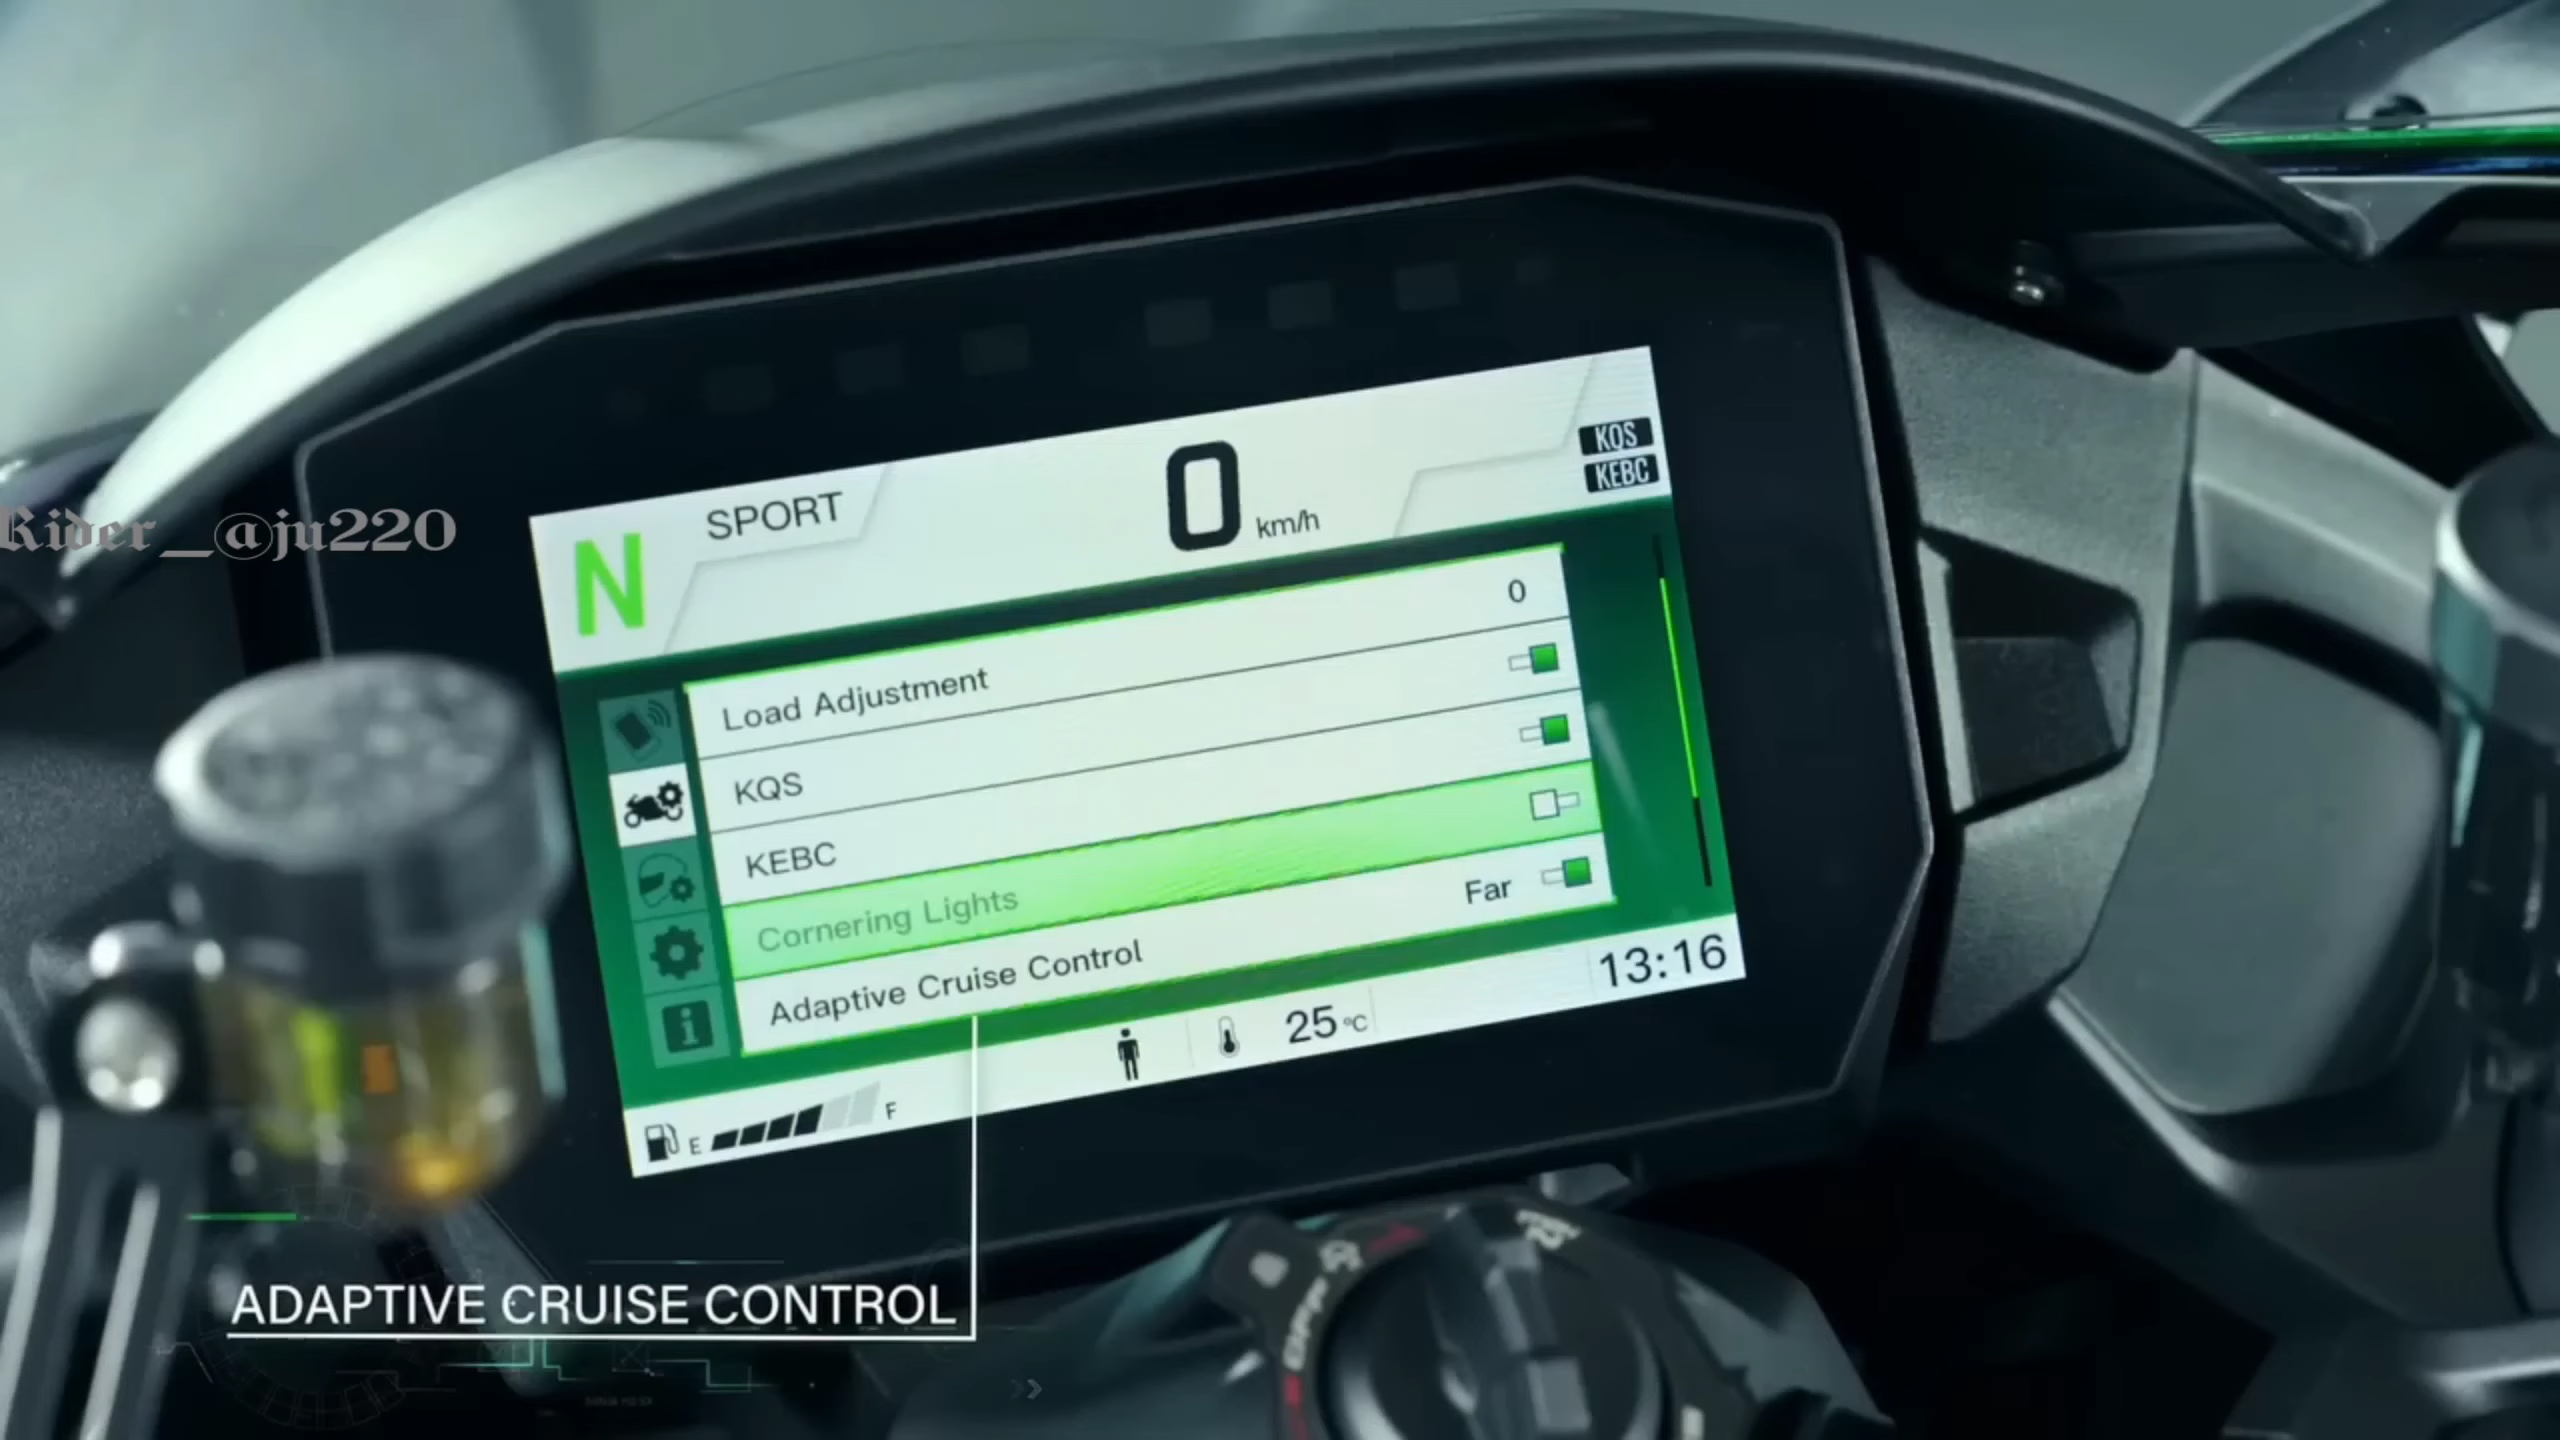 SPORT
0 km/h
KQS
KEBC
Rider_@ju220
N
Load Adjustment 0
KQS
KEBC
Cornering Lights
Adaptive Cruise Control Far
13:16
25 °C
E F
ADAPTIVE CRUISE CONTROL